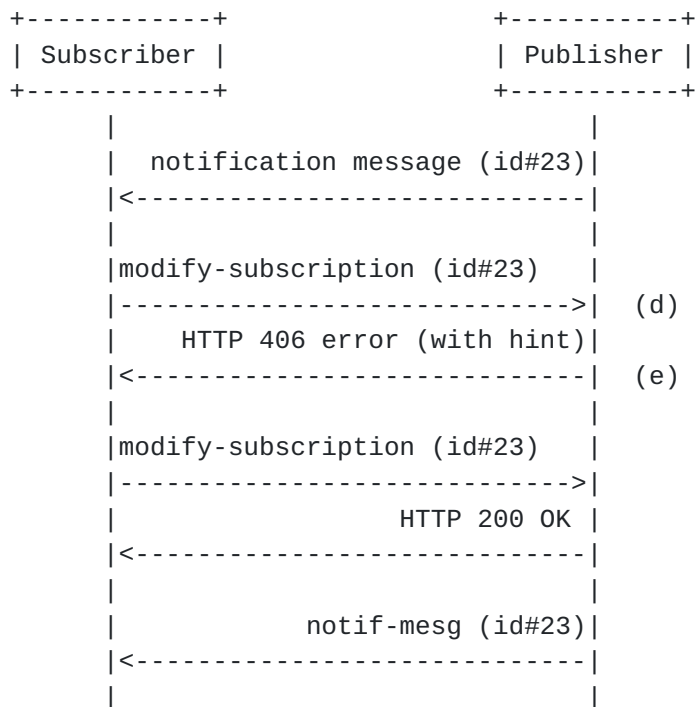 +------------+                 +-----------+
| Subscriber |                 | Publisher |
+------------+                 +-----------+
      |                              |
      |  notification message (id#23)|
      |<-----------------------------|
      |                              |
      |modify-subscription (id#23)   |
      |----------------------------->|  (d)
      |    HTTP 406 error (with hint)|
      |<-----------------------------|  (e)
      |                              |
      |modify-subscription (id#23)   |
      |----------------------------->|
      |                  HTTP 200 OK |
      |<-----------------------------|
      |                              |
      |            notif-mesg (id#23)|
      |<-----------------------------|
      |                              |